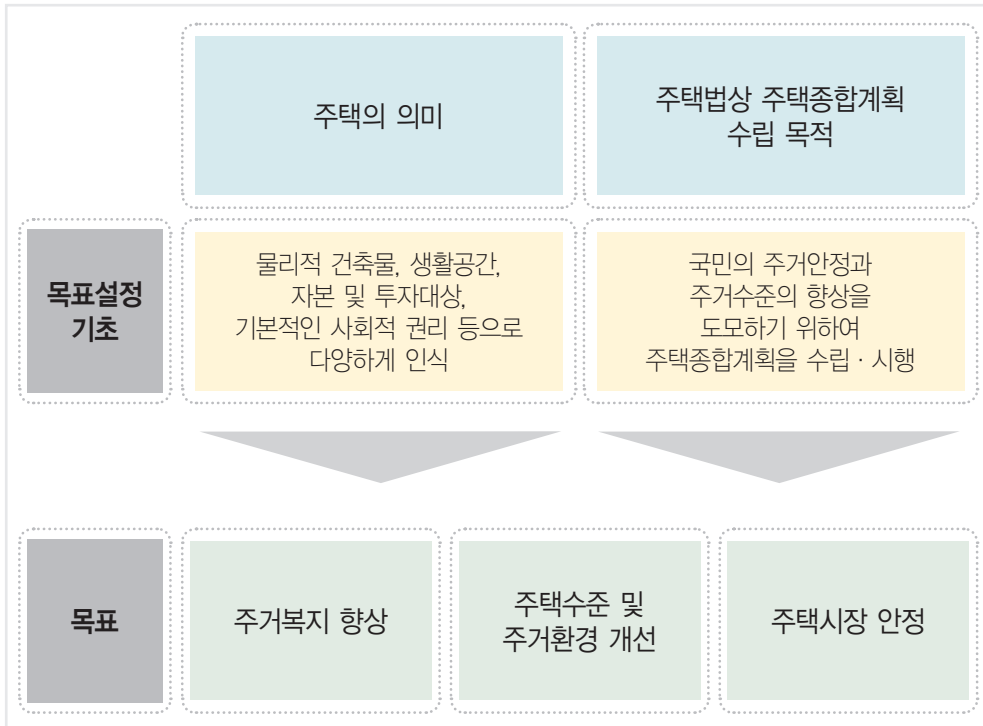 주택의 의미
주택법상 주택종합계획
수립 목적
목표설정
기초
물리적 건축물, 생활공간,
자본 및 투자대상,
기본적인 사회적 권리 등으로
다양하게 인식
국민의 주거안정과
주거수준의 향상을
도모하기 위하여
주택종합계획을 수립 · 시행
목표
주거복지 향상
주택수준 및
주거환경 개선
주택시장 안정